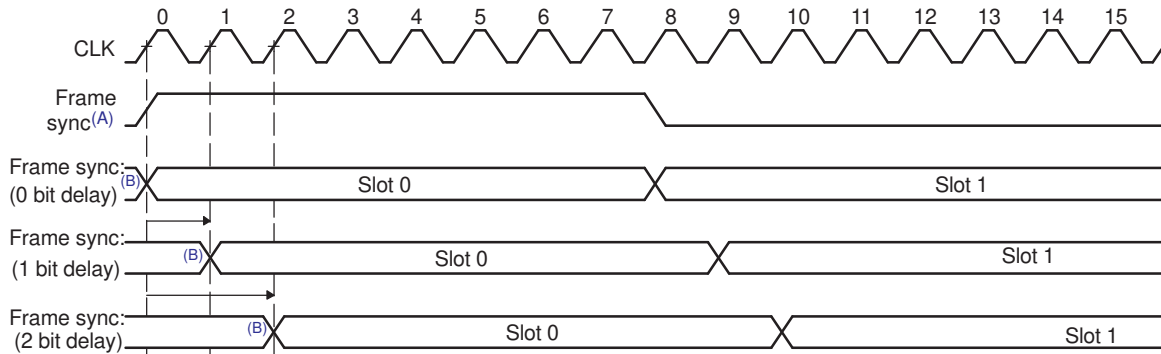 0 1 2 3 4 5 6 7 8 9 10 11 12 13 14 15
CLK
Frame
sync(A)
Frame sync:
(B)
(0 bit delay)
Slot 0
Slot 1
Frame sync:
(B)
(1 bit delay)
Slot 0
Slot 1
Frame sync:
(B)
(2 bit delay)
Slot 0
Slot 1